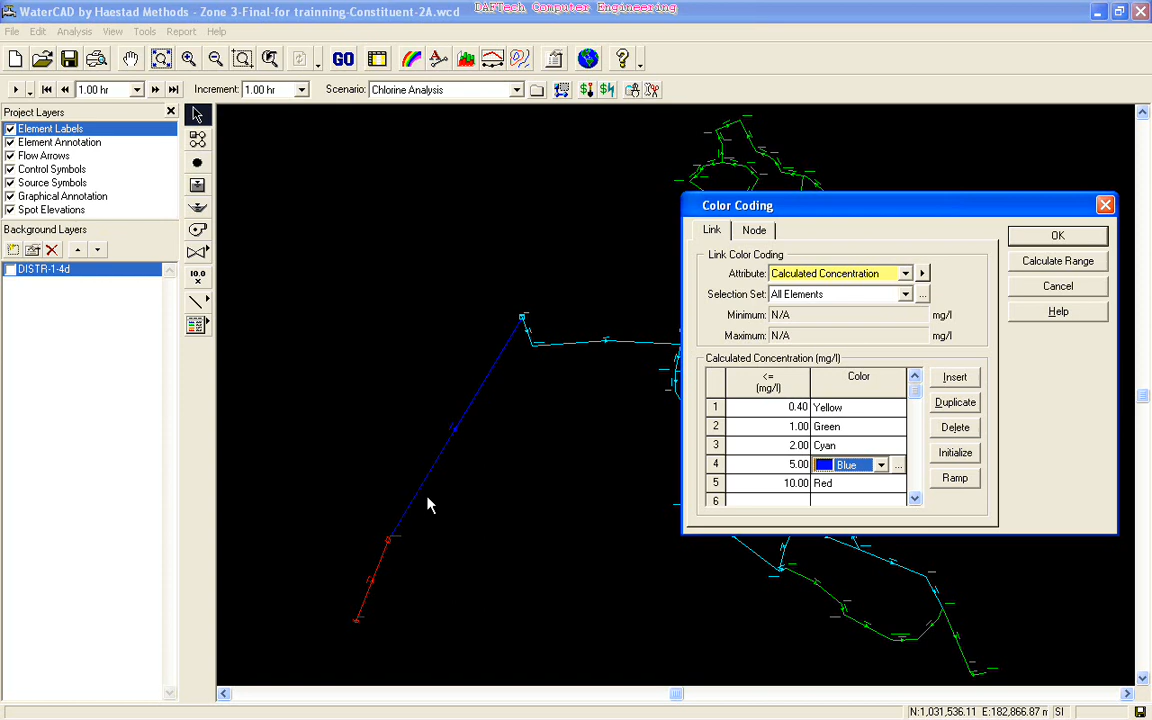 WaterCAD by Haestad Methods - Zone 3-Final-for trainning-Constituent-2A.wcd
DAFTech Computer Engineering
File Edit Analysis View Tools Report Help
GO
1.00 hr
Increment: 1.00 hr
Scenario: Chlorine Analysis
Project Layers
Element Labels
Element Annotation
Flow Arrows
Control Symbols
Source Symbols
Graphical Annotation
Spot Elevations
Background Layers
DISTR-1-4d
10.0
Color Coding
Link Node
Link Color Coding
Attribute: Calculated Concentration
Selection Set: All Elements
Minimum: N/A mg/l
Maximum: N/A mg/l
Calculated Concentration (mg/l)
<= (mg/l) Color
1 0.40 Yellow
2 1.00 Green
3 2.00 Cyan
4 5.00 Blue
5 10.00 Red
6
Insert
Duplicate
Delete
Initialize
Ramp
OK
Calculate Range
Cancel
Help
N:1,031,536.11 E:182,866.87 m SI